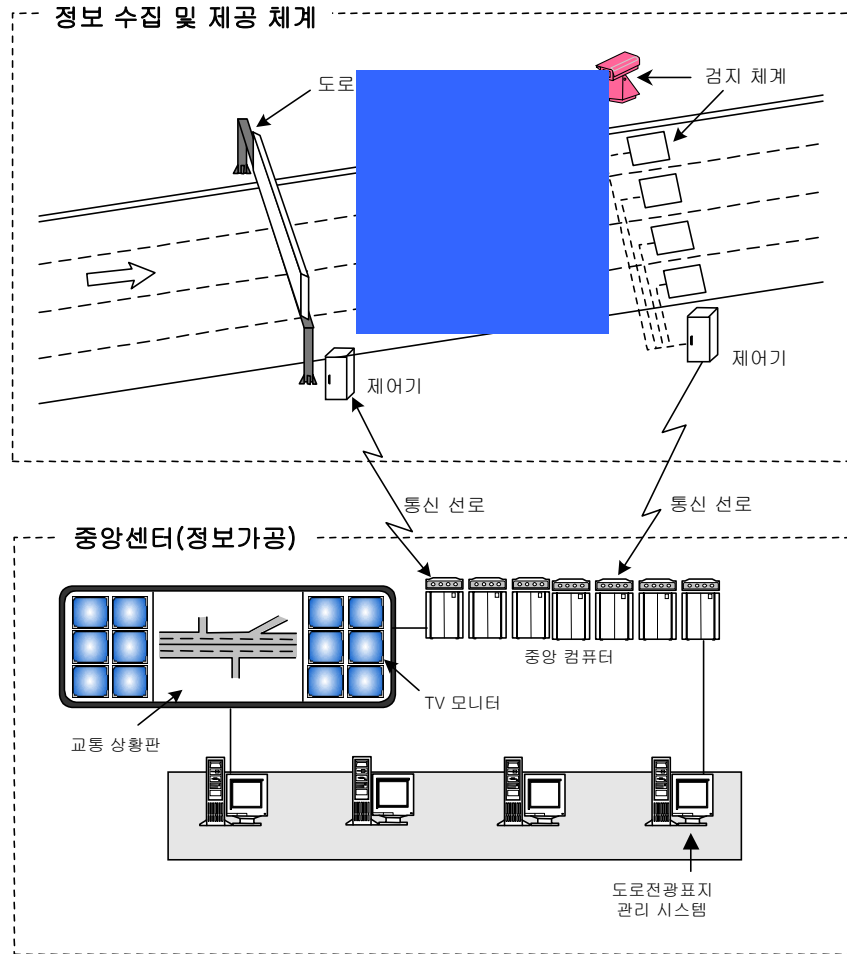 정보 수집 및 제공 체계
도로
검지 체계
제어기
제어기
통신 선로
통신 선로
중앙센터(정보가공)
중앙 컴퓨터
TV 모니터
교통 상황판
도로전광표지
관리 시스템